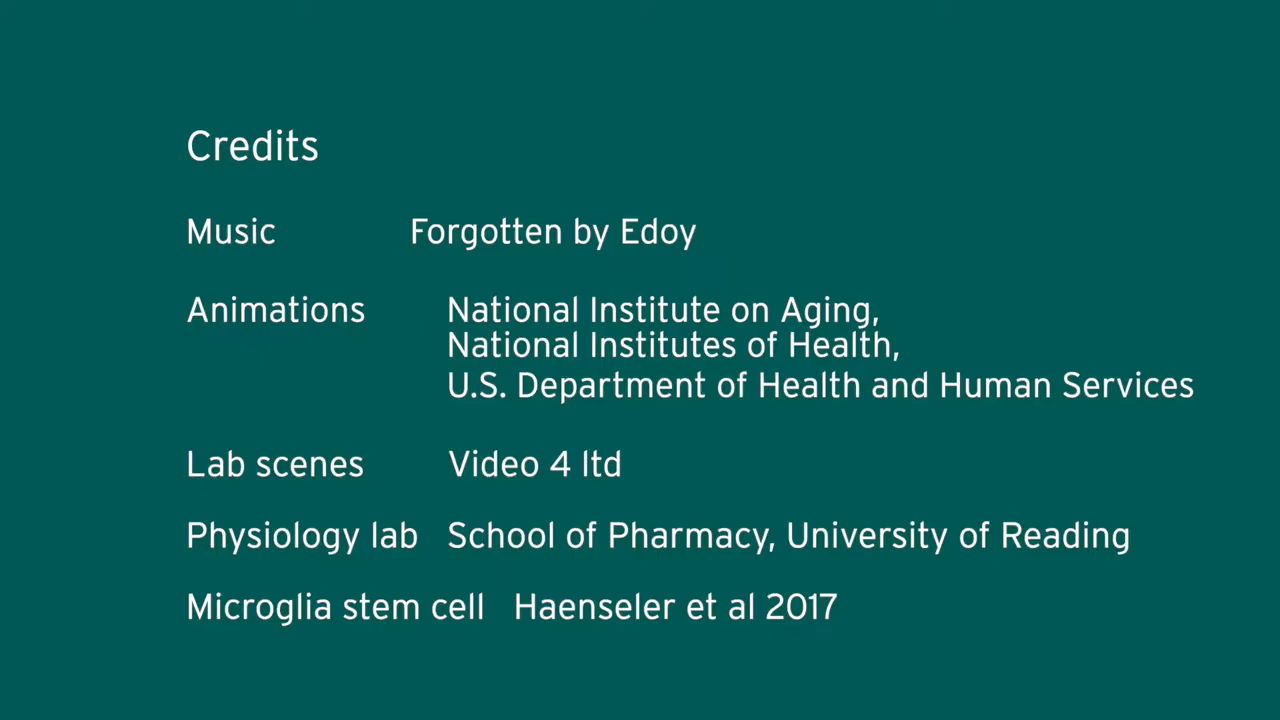 Credits
Music Forgotten by Edoy
Animations National Institute on Aging,
National Institutes of Health,
U.S. Department of Health and Human Services
Lab scenes Video 4 ltd
Physiology lab School of Pharmacy, University of Reading
Microglia stem cell Haenseler et al 2017